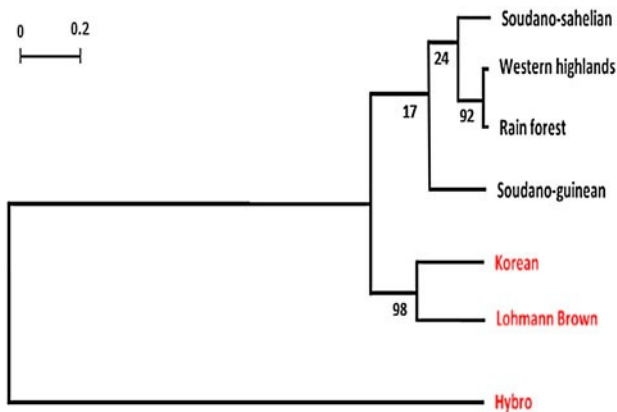 Soudano-sahelian
0 0.2
24
Western highlands
17
92
Rain forest
Soudano-guinean
Korean
98
Lohmann Brown
Hybro